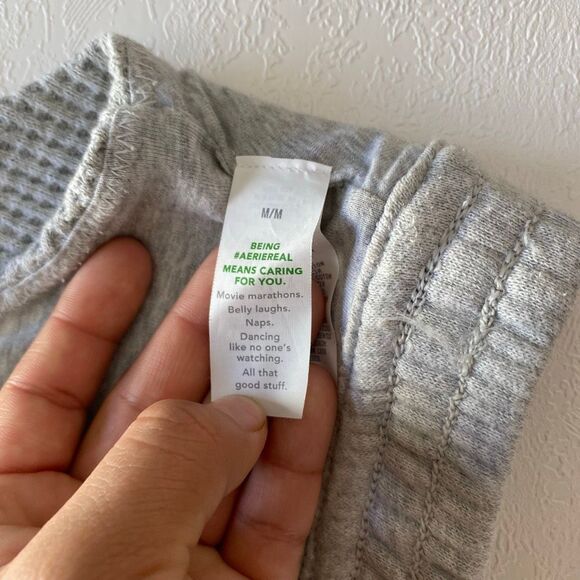 M/M
BEING
#AERIEREAL
MEANS CARING
FOR YOU.
Movie marathons.
Belly laughs.
Naps.
Dancing
like no one's
watching.
All that
good stuff.